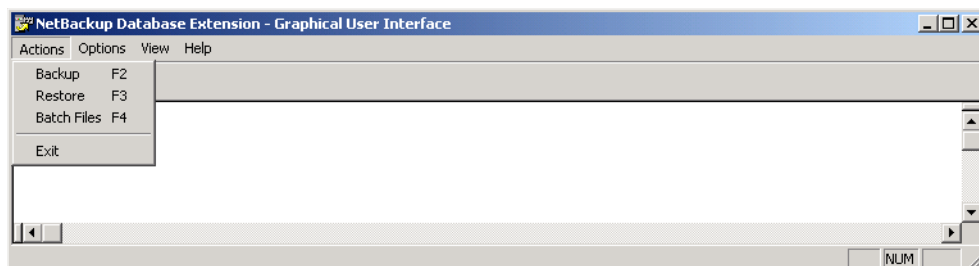 NetBackup Database Extension - Graphical User Interface
Actions Options View Help
Backup F2
Restore F3
Batch Files F4
Exit
NUM